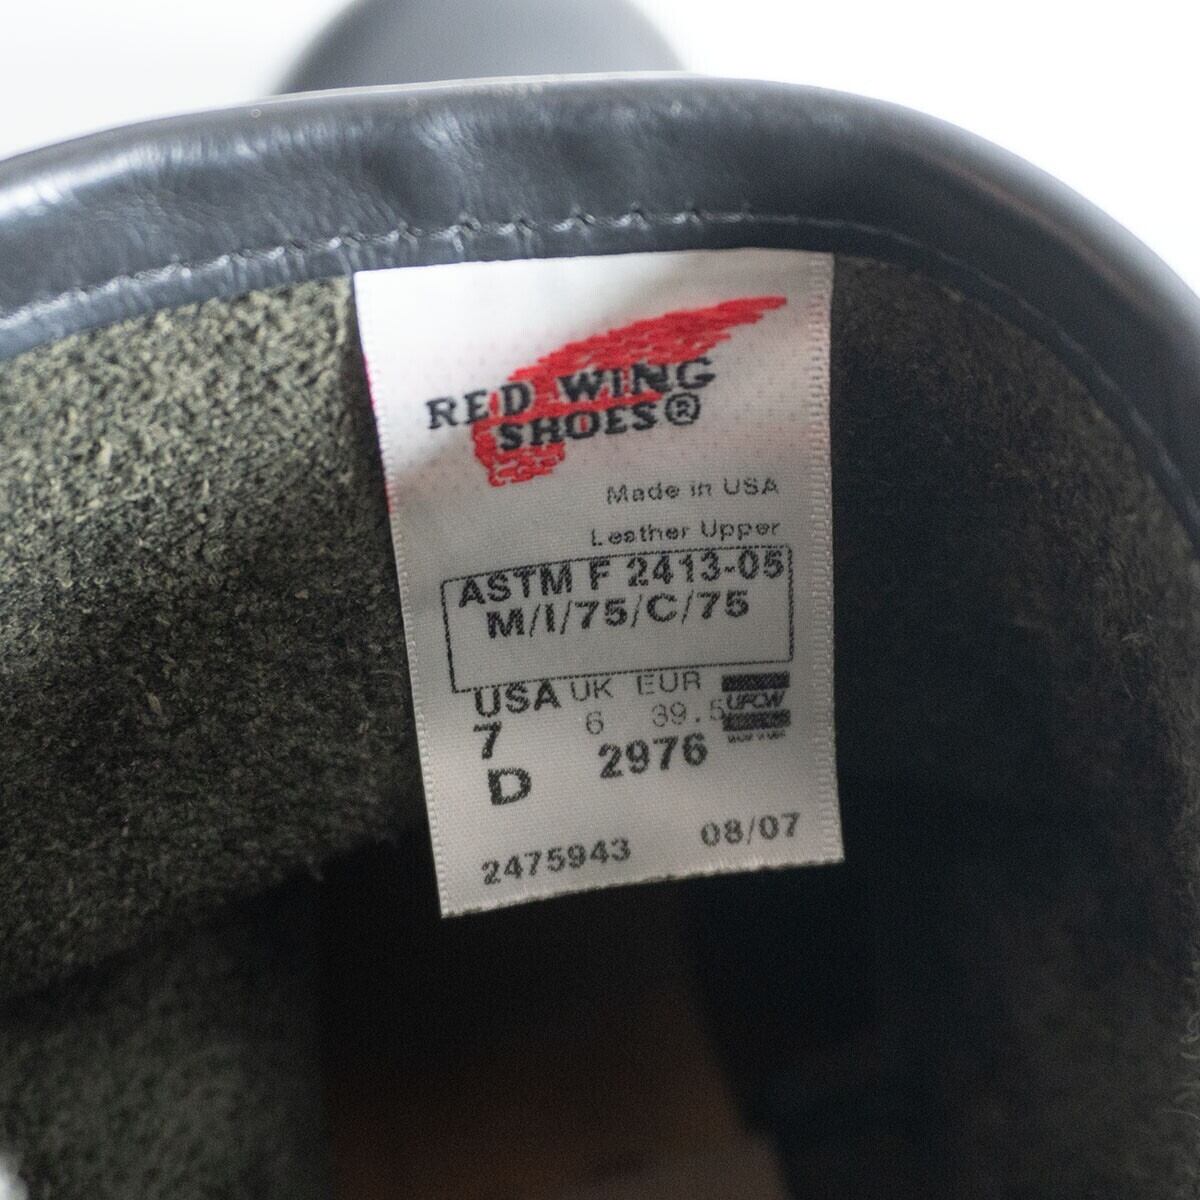 RED WING
SHOES®
Made in USA
Leather Upper
ASTM F 2413-05
M/I/75/C/75
USA UK EUR
7 6 39.5 UFCW
2976
D
2475943 08/07